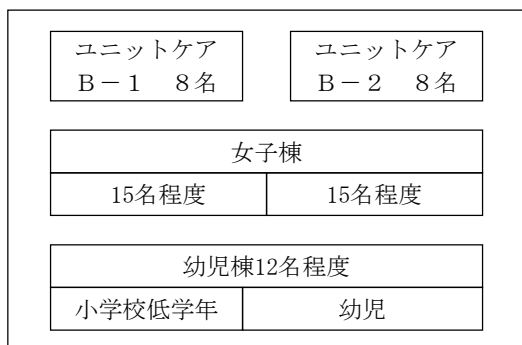 ユニットケア
B－1　8名
ユニットケア
B－2　8名
女子棟
15名程度
15名程度
幼児棟12名程度
小学校低学年
幼児